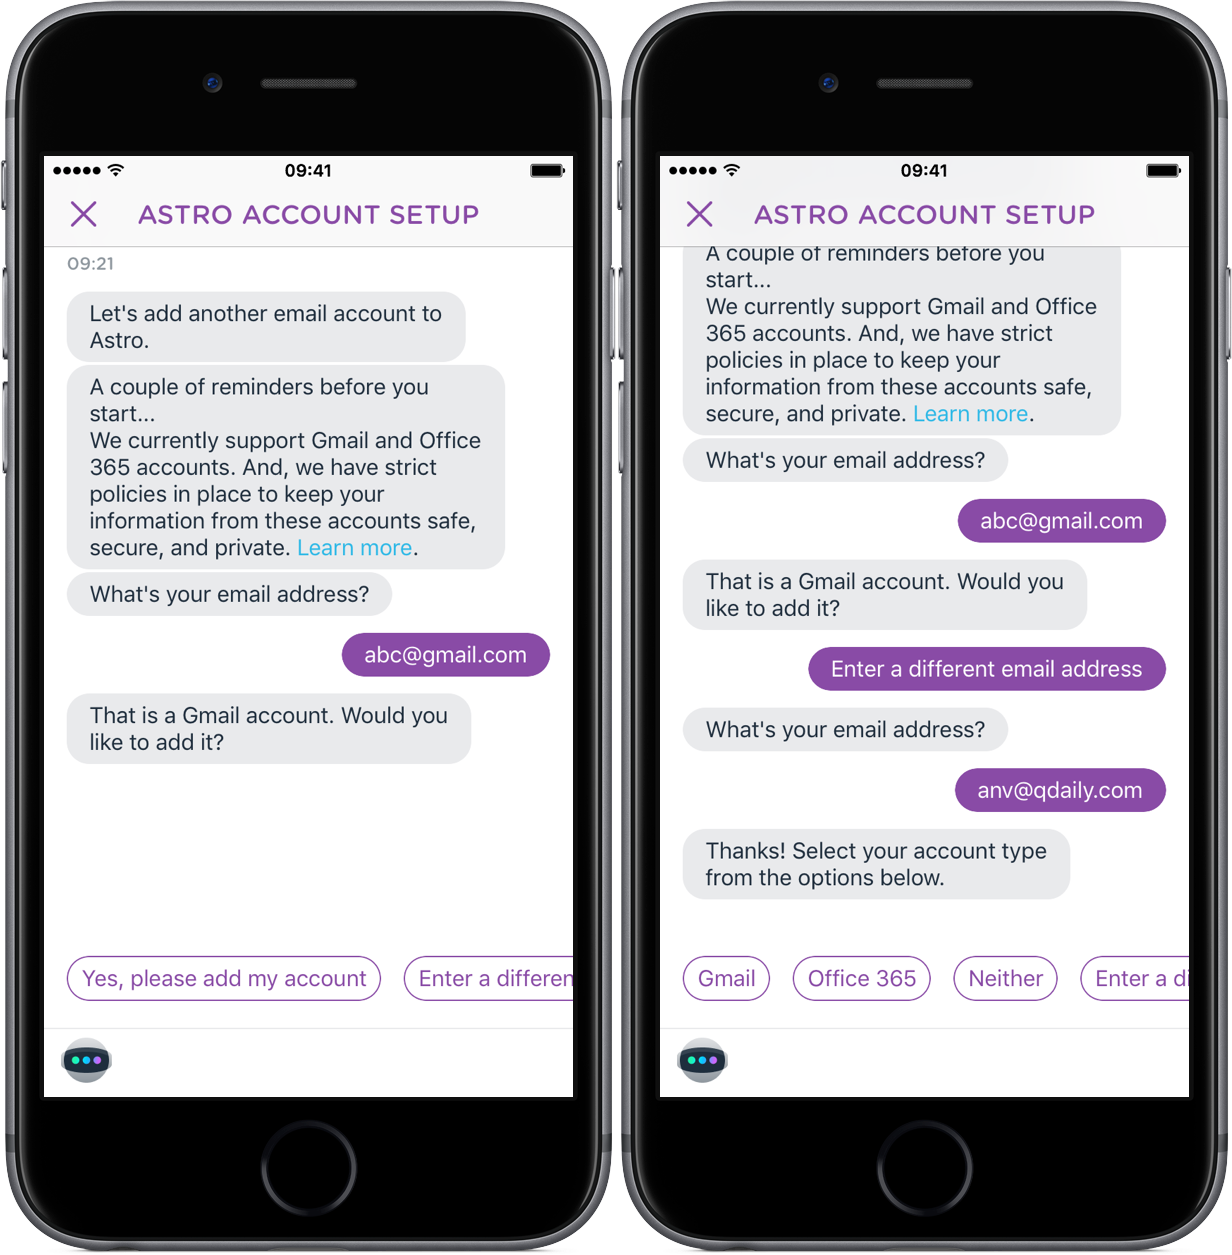 09:41
ASTRO ACCOUNT SETUP
09:21
Let's add another email account to
Astro.
A couple of reminders before you
start...
We currently support Gmail and Office
365 accounts. And, we have strict
policies in place to keep your
information from these accounts safe,
secure, and private. Learn more.
What's your email address?
abc@gmail.com
That is a Gmail account. Would you
like to add it?
Yes, please add my account
Enter a differen
09:41
ASTRO ACCOUNT SETUP
A couple of reminders before you
start...
We currently support Gmail and Office
365 accounts. And, we have strict
policies in place to keep your
information from these accounts safe,
secure, and private. Learn more.
What's your email address?
abc@gmail.com
That is a Gmail account. Would you
like to add it?
Enter a different email address
What's your email address?
anv@qdaily.com
Thanks! Select your account type
from the options below.
Gmail
Office 365
Neither
Enter a di